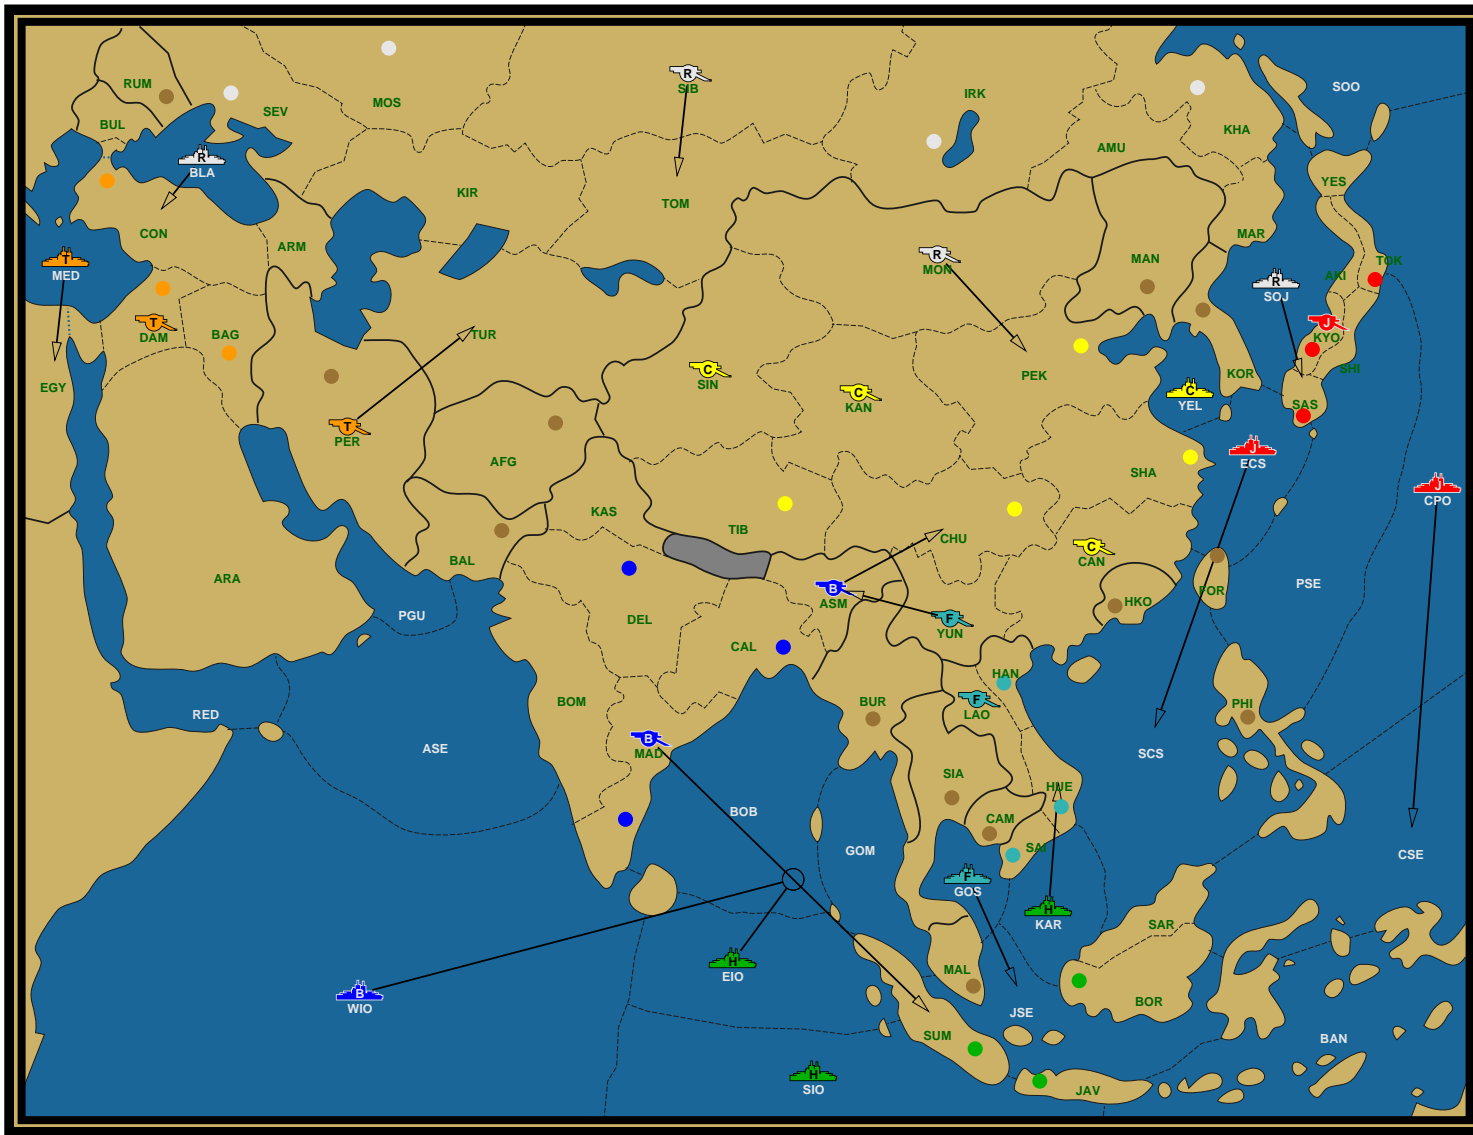 RUM
MOS
R
SIB
IRK
SOO
SEV
BUL
KHA
AMU
R
BLA
YES
KIR
TOM
CON
ARM
MAR
T
MED
R
MON
MAN
TOK
AKI
R
SOJ
T
DAM
BAG
TUR
J
KYO
SHI
EGY
C
SIN
C
KAN
PEK
KOR
C
YEL
SAS
T
PER
J
ECS
AFG
SHA
J
CPO
KAS
TIB
CHU
C
CAN
BAL
ARA
PGU
B
ASM
FOR
PSE
HKO
DEL
F
YUN
CAL
HAN
BOM
BUR
F
LAO
PHI
RED
ASE
B
MAD
SCS
SIA
HUE
BOB
CAM
GOM
SAI
CSE
F
GOS
H
KAR
SAR
H
EIO
MAL
B
WIO
BOR
JSE
SUM
BAN
H
SIO
JAV